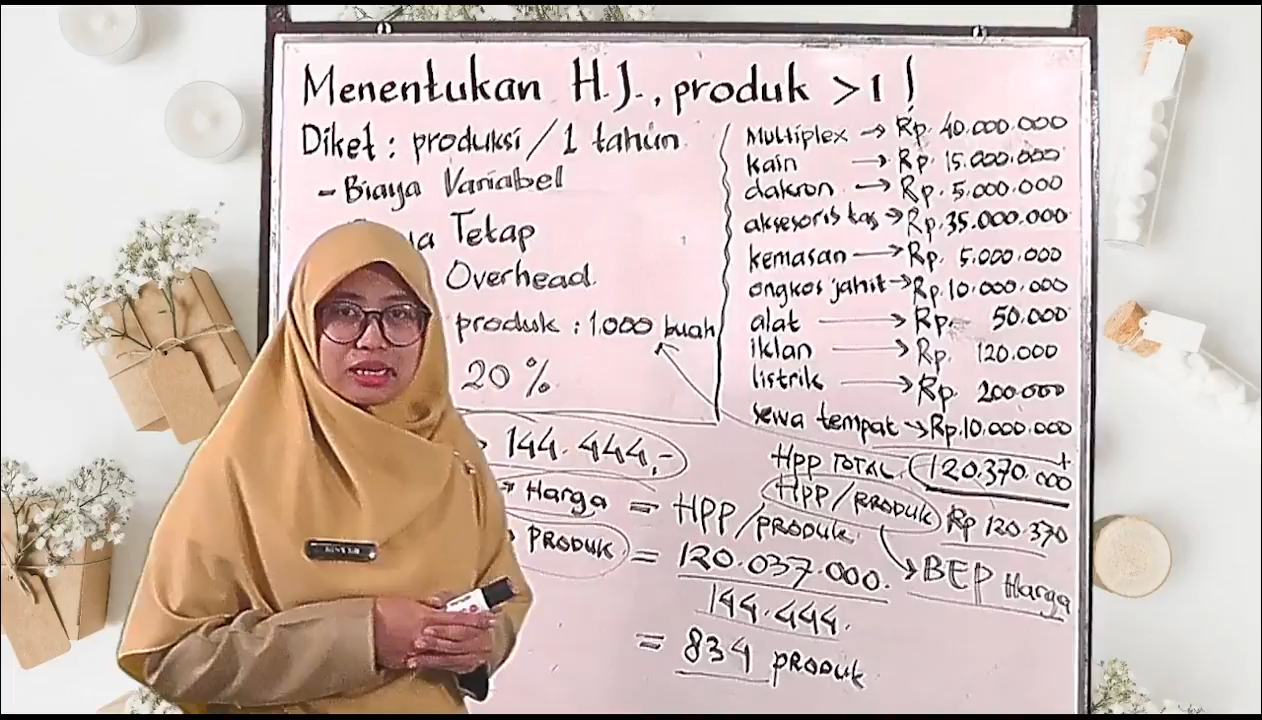 Menentukan H.J., produk > 1 !
Diket : produksi / 1 tahun
- Biaya Variabel
Tetap
Overhead.
produk : 1.000 buah
20 %
144.444,-
→ Harga = HPP/PRODUK
PRODUK = 120.037.000.
144.444.
= 834 PRODUK
Multiplex → Rp. 40.000.000
kain → Rp. 15.000.000
dakron → Rp. 5.000.000
aksesoris tas → Rp. 35.000.000
kemasan → Rp. 5.000.000
ongkos jahit → Rp. 10.000.000
alat → Rp. 50.000
iklan → Rp. 120.000
listrik → Rp. 200.000
sewa tempat → Rp. 10.000.000
+
HPP TOTAL 120.370.000
HPP/PRODUK Rp 120.370
→ BEP Harga